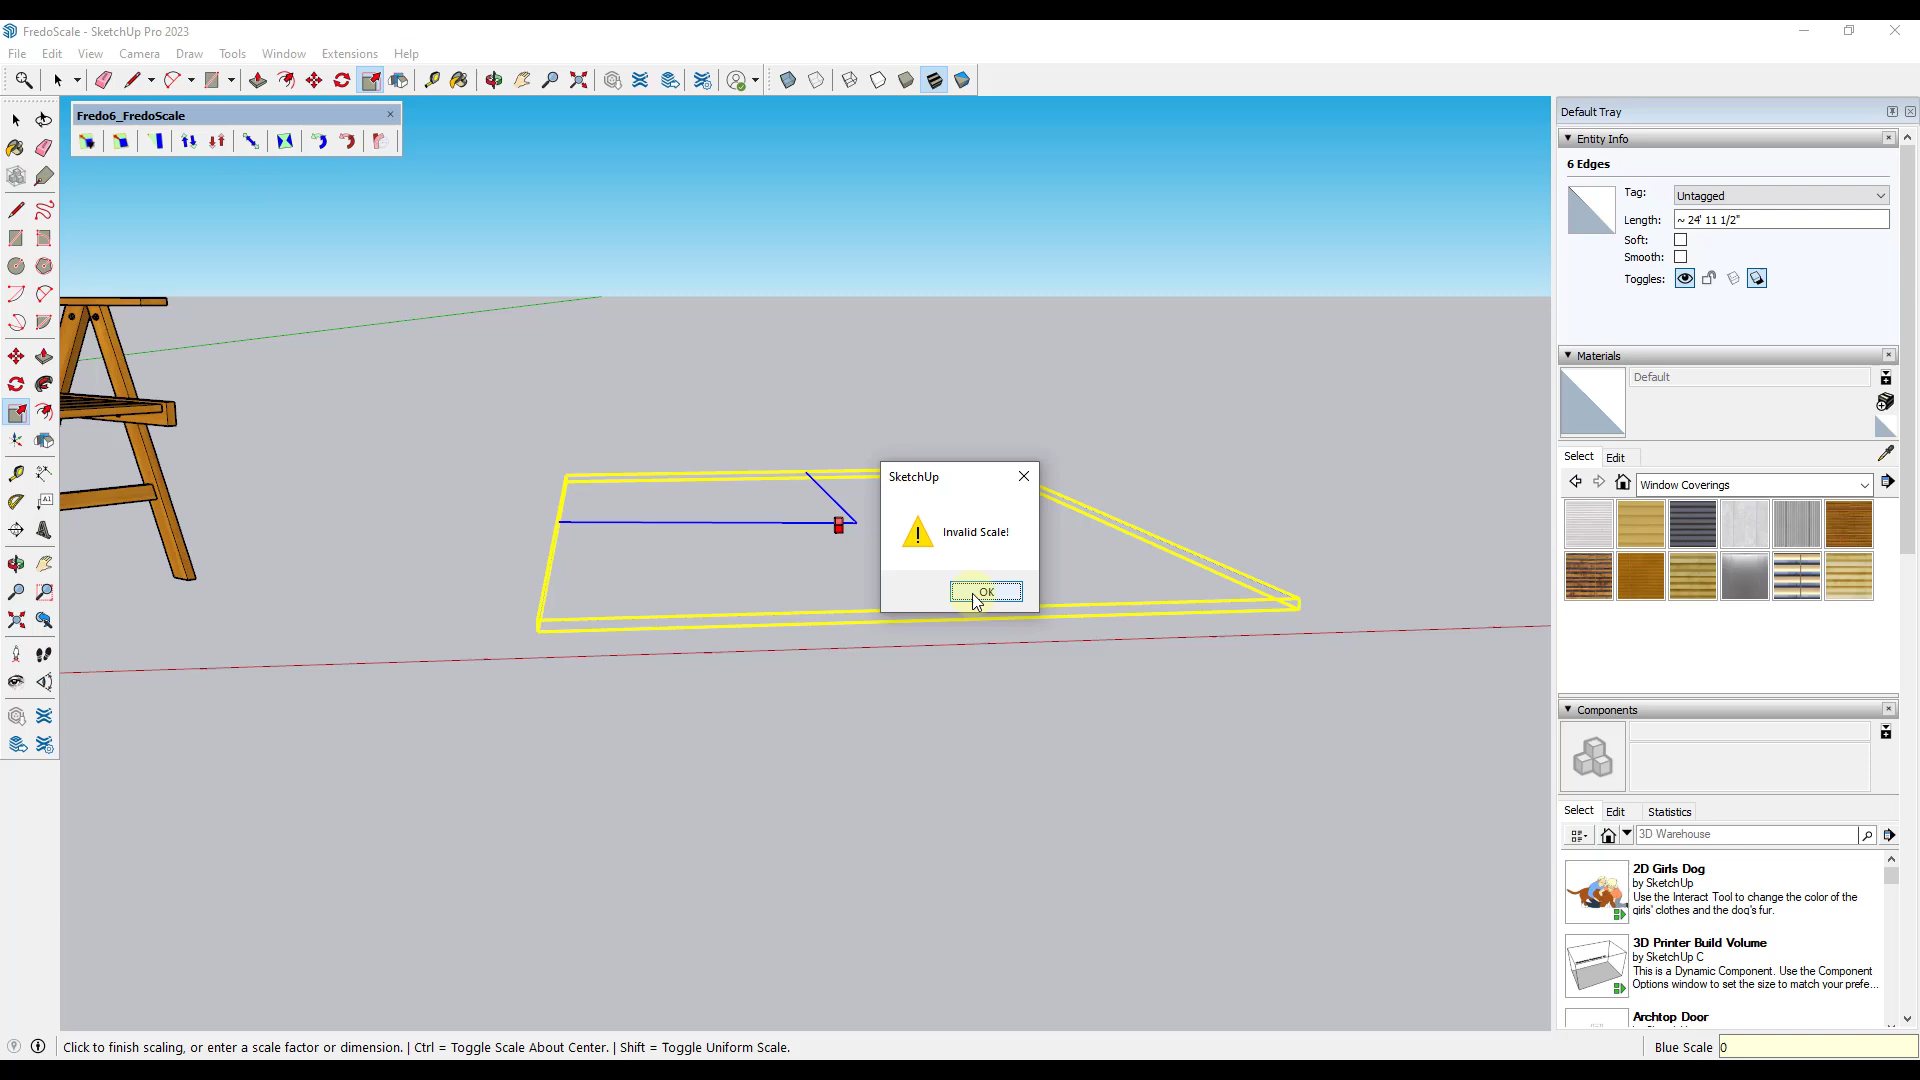 FredoScale - SketchUp Pro 2023
File Edit View Camera Draw Tools Window Extensions Help
Fredo6_FredoScale
Default Tray
Entity Info
6 Edges
Tag: Untagged
Length: ~ 24' 11 1/2"
Soft:
Smooth:
Toggles:
Materials
Default
Select Edit
Window Coverings
SketchUp
Invalid Scale!
OK
Components
Select Edit Statistics
3D Warehouse
2D Girls Dog
by SketchUp
Use the Interact Tool to change the color of the
girls' clothes and the dog's fur.
3D Printer Build Volume
by SketchUp C
This is a Dynamic Component. Use the Component
Options window to set the size to match your prefe...
Archtop Door
Click to finish scaling, or enter a scale factor or dimension. | Ctrl = Toggle Scale About Center. | Shift = Toggle Uniform Scale.
Blue Scale 0